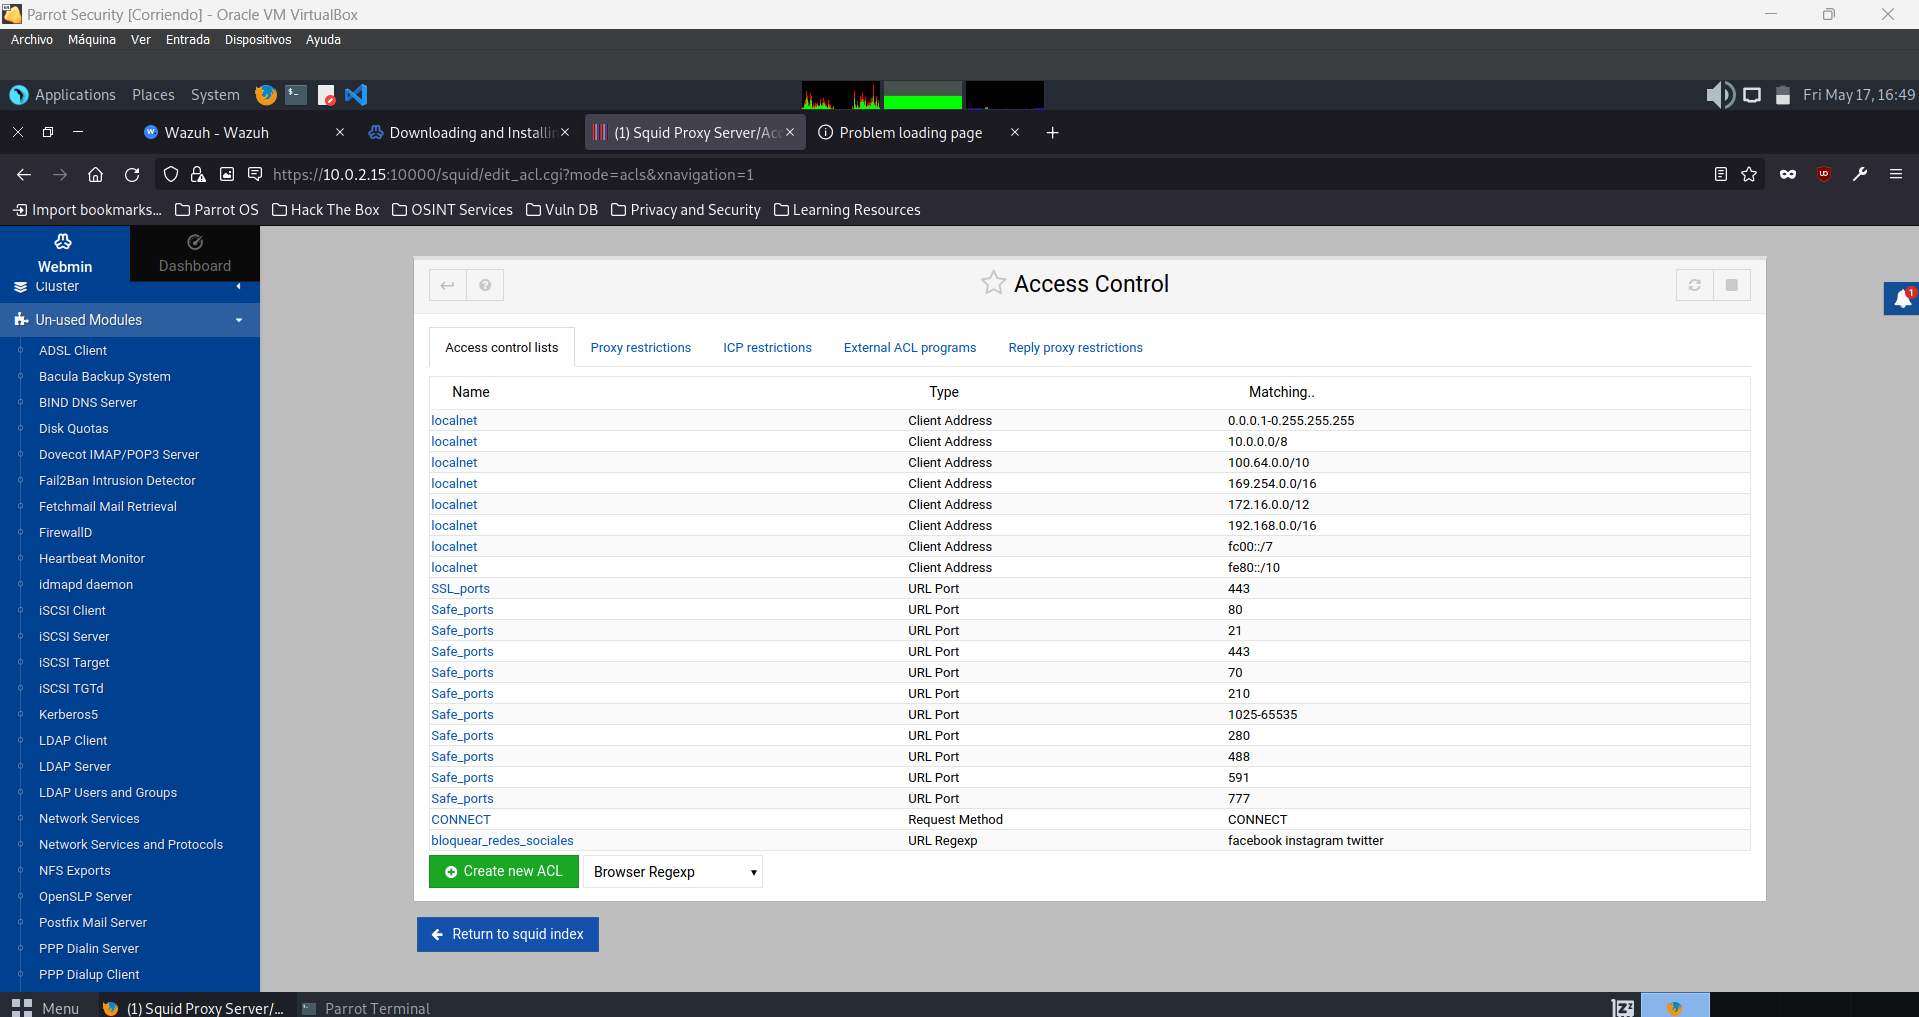 Parrot Security [Corriendo] - Oracle VM VirtualBox
Archivo Máquina Ver Entrada Dispositivos Ayuda
Applications Places System Fri May 17, 16:49
Wazuh - Wazuh Downloading and Installin (1) Squid Proxy Server/Acc Problem loading page
https://10.0.2.15:10000/squid/edit_acl.cgi?mode=acls&xnavigation=1
Import bookmarks... Parrot OS Hack The Box OSINT Services Vuln DB Privacy and Security Learning Resources
Webmin Dashboard
Cluster
Un-used Modules
ADSL Client
Bacula Backup System
BIND DNS Server
Disk Quotas
Dovecot IMAP/POP3 Server
Fail2Ban Intrusion Detector
Fetchmail Mail Retrieval
FirewallD
Heartbeat Monitor
idmapd daemon
iSCSI Client
iSCSI Server
iSCSI Target
iSCSI TGTd
Kerberos5
LDAP Client
LDAP Server
LDAP Users and Groups
Network Services
Network Services and Protocols
NFS Exports
OpenSLP Server
Postfix Mail Server
PPP Dialin Server
PPP Dialup Client
Access Control
1
Access control lists Proxy restrictions ICP restrictions External ACL programs Reply proxy restrictions
Name Type Matching..
localnet Client Address 0.0.0.1-0.255.255.255
localnet Client Address 10.0.0.0/8
localnet Client Address 100.64.0.0/10
localnet Client Address 169.254.0.0/16
localnet Client Address 172.16.0.0/12
localnet Client Address 192.168.0.0/16
localnet Client Address fc00::/7
localnet Client Address fe80::/10
SSL_ports URL Port 443
Safe_ports URL Port 80
Safe_ports URL Port 21
Safe_ports URL Port 443
Safe_ports URL Port 70
Safe_ports URL Port 210
Safe_ports URL Port 1025-65535
Safe_ports URL Port 280
Safe_ports URL Port 488
Safe_ports URL Port 591
Safe_ports URL Port 777
CONNECT Request Method CONNECT
bloquear_redes_sociales URL Regexp facebook instagram twitter
Create new ACL Browser Regexp
Return to squid index
Menu (1) Squid Proxy Server/... Parrot Terminal